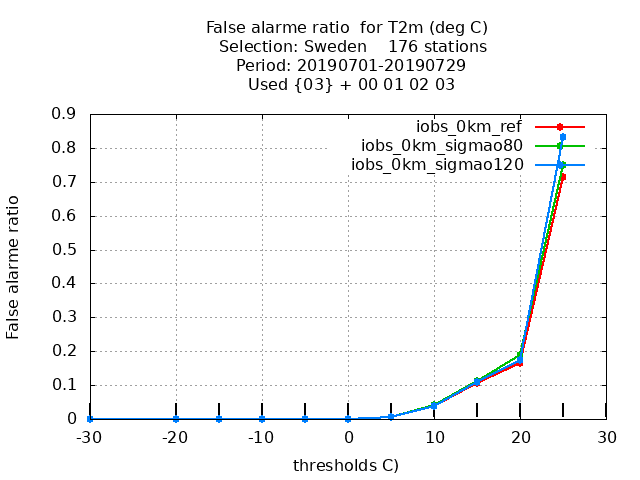 False alarme ratio  for T2m (deg C)
Selection: Sweden    176 stations
Period: 20190701-20190729
Used {03} + 00 01 02 03
iobs_0km_ref
iobs_0km_sigmao80
iobs_0km_sigmao120
False alarme ratio
0.9
0.8
0.7
0.6
0.5
0.4
0.3
0.2
0.1
0
-30
-20
-10
0
10
20
30
thresholds C)